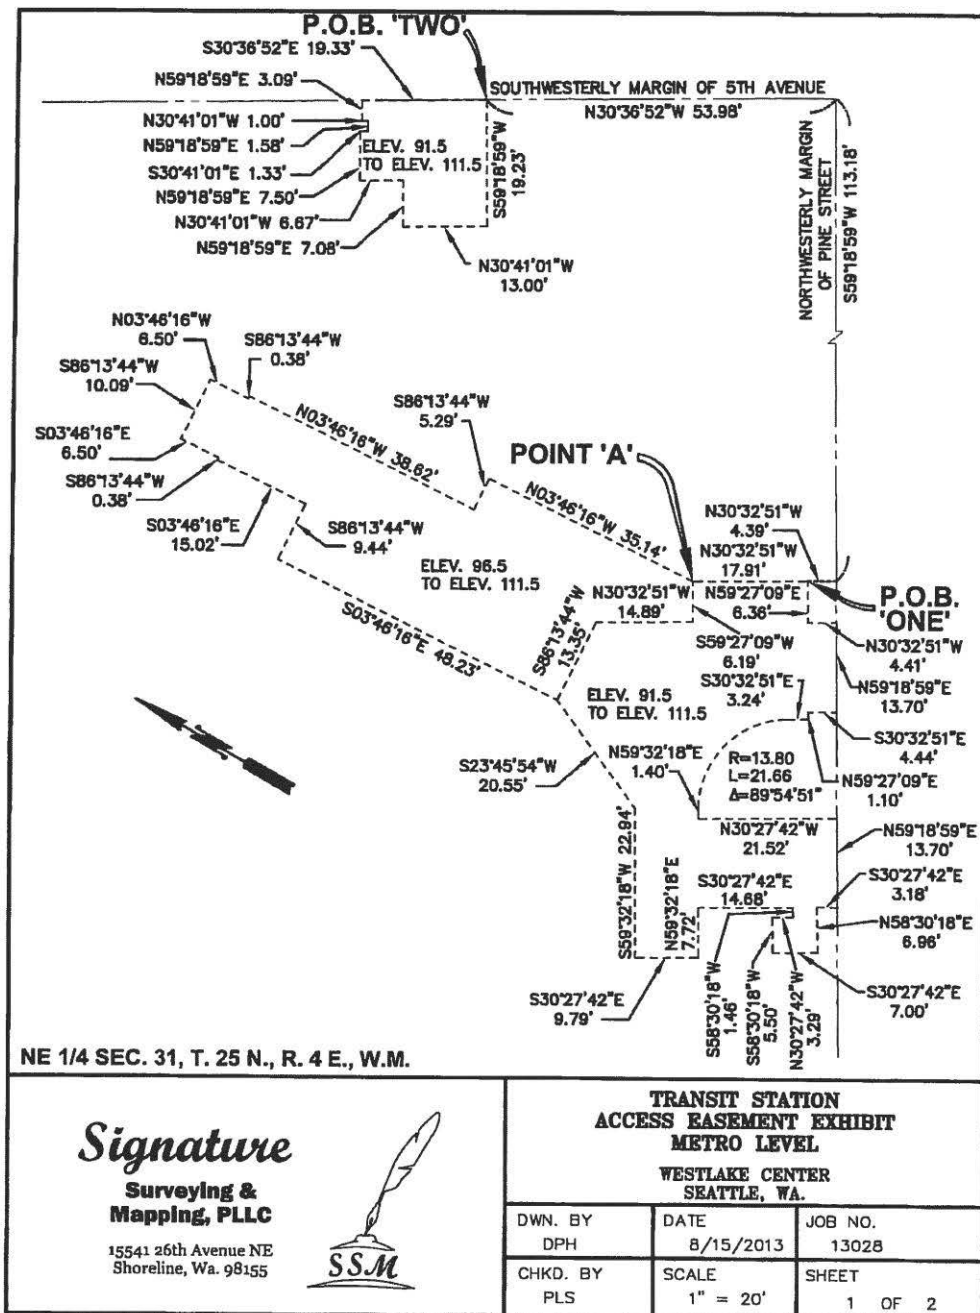 P.O.B. 'TWO'
S30°36'52"E 19.33'
N59°18'59"E 3.09'
SOUTHWESTERLY MARGIN OF 5TH AVENUE
N30°36'52"W 53.98'
N30°41'01"W 1.00'
N59°18'59"E 1.58'
S30°41'01"E 1.33'
N59°18'59"E 7.50'
N30°41'01"W 6.67'
N59°18'59"E 7.08'
ELEV. 91.5
TO ELEV. 111.5
S59°18'59"W
19.23'
N30°41'01"W
13.00'
NORTHWESTERLY MARGIN
OF PINE STREET
S59°18'59"W 113.18'
N03°46'16"W
6.50'
S86°13'44"W
0.38'
S86°13'44"W
10.09'
S03°46'16"E
6.50'
S86°13'44"W
0.38'
S03°46'16"E
15.02'
S86°13'44"W
9.44'
N03°46'16"W 38.62'
S86°13'44"W
5.29'
N03°46'16"W 35.14'
POINT 'A'
N30°32'51"W
4.39'
N30°32'51"W
17.91'
P.O.B.
'ONE'
ELEV. 96.5
TO ELEV. 111.5
S03°46'16"E 48.23'
S86°13'44"W
13.35'
N30°32'51"W
14.89'
N59°27'09"E
6.36'
S59°27'09"W
6.19'
N30°32'51"W
4.41'
S30°32'51"E
3.24'
N59°18'59"E
13.70'
ELEV. 91.5
TO ELEV. 111.5
S30°32'51"E
4.44'
N59°27'09"E
1.10'
N59°32'18"E
1.40'
R=13.80
L=21.66
Δ=89°54'51"
S23°45'54"W
20.55'
N30°27'42"W
21.52'
N59°18'59"E
13.70'
S59°32'18"W 22.94'
N59°32'18"E
7.72'
S30°27'42"E
14.68'
S30°27'42"E
3.18'
N58°30'18"E
6.96'
S30°27'42"E
7.00'
S30°27'42"E
9.79'
S58°30'18"W
1.46'
S58°30'18"W
5.50'
N30°27'42"W
3.29'
NE 1/4 SEC. 31, T. 25 N., R. 4 E., W.M.
Signature
Surveying &
Mapping, PLLC
15541 26th Avenue NE
Shoreline, Wa. 98155
SSM
TRANSIT STATION
ACCESS EASEMENT EXHIBIT
METRO LEVEL
WESTLAKE CENTER
SEATTLE, WA.
DWN. BY
DPH
DATE
8/15/2013
JOB NO.
13028
CHKD. BY
PLS
SCALE
1" = 20'
SHEET
1 OF 2